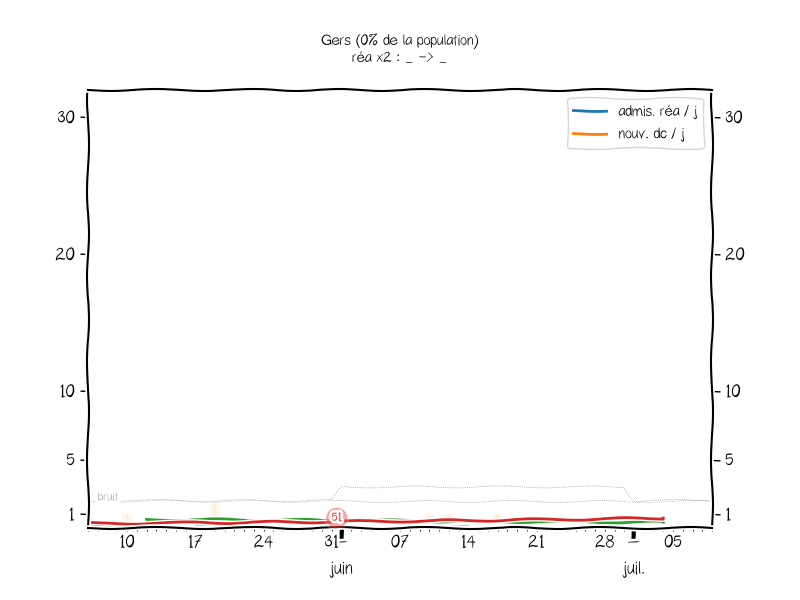 Gers (0% de la population)
réa x2 : _ -> _
admis. réa / j
nouv. dc / j
30
30
20
20
10
10
5
5
bruit
1
51
1
10 17 24 31 07 14 21 28 05
juin juil.